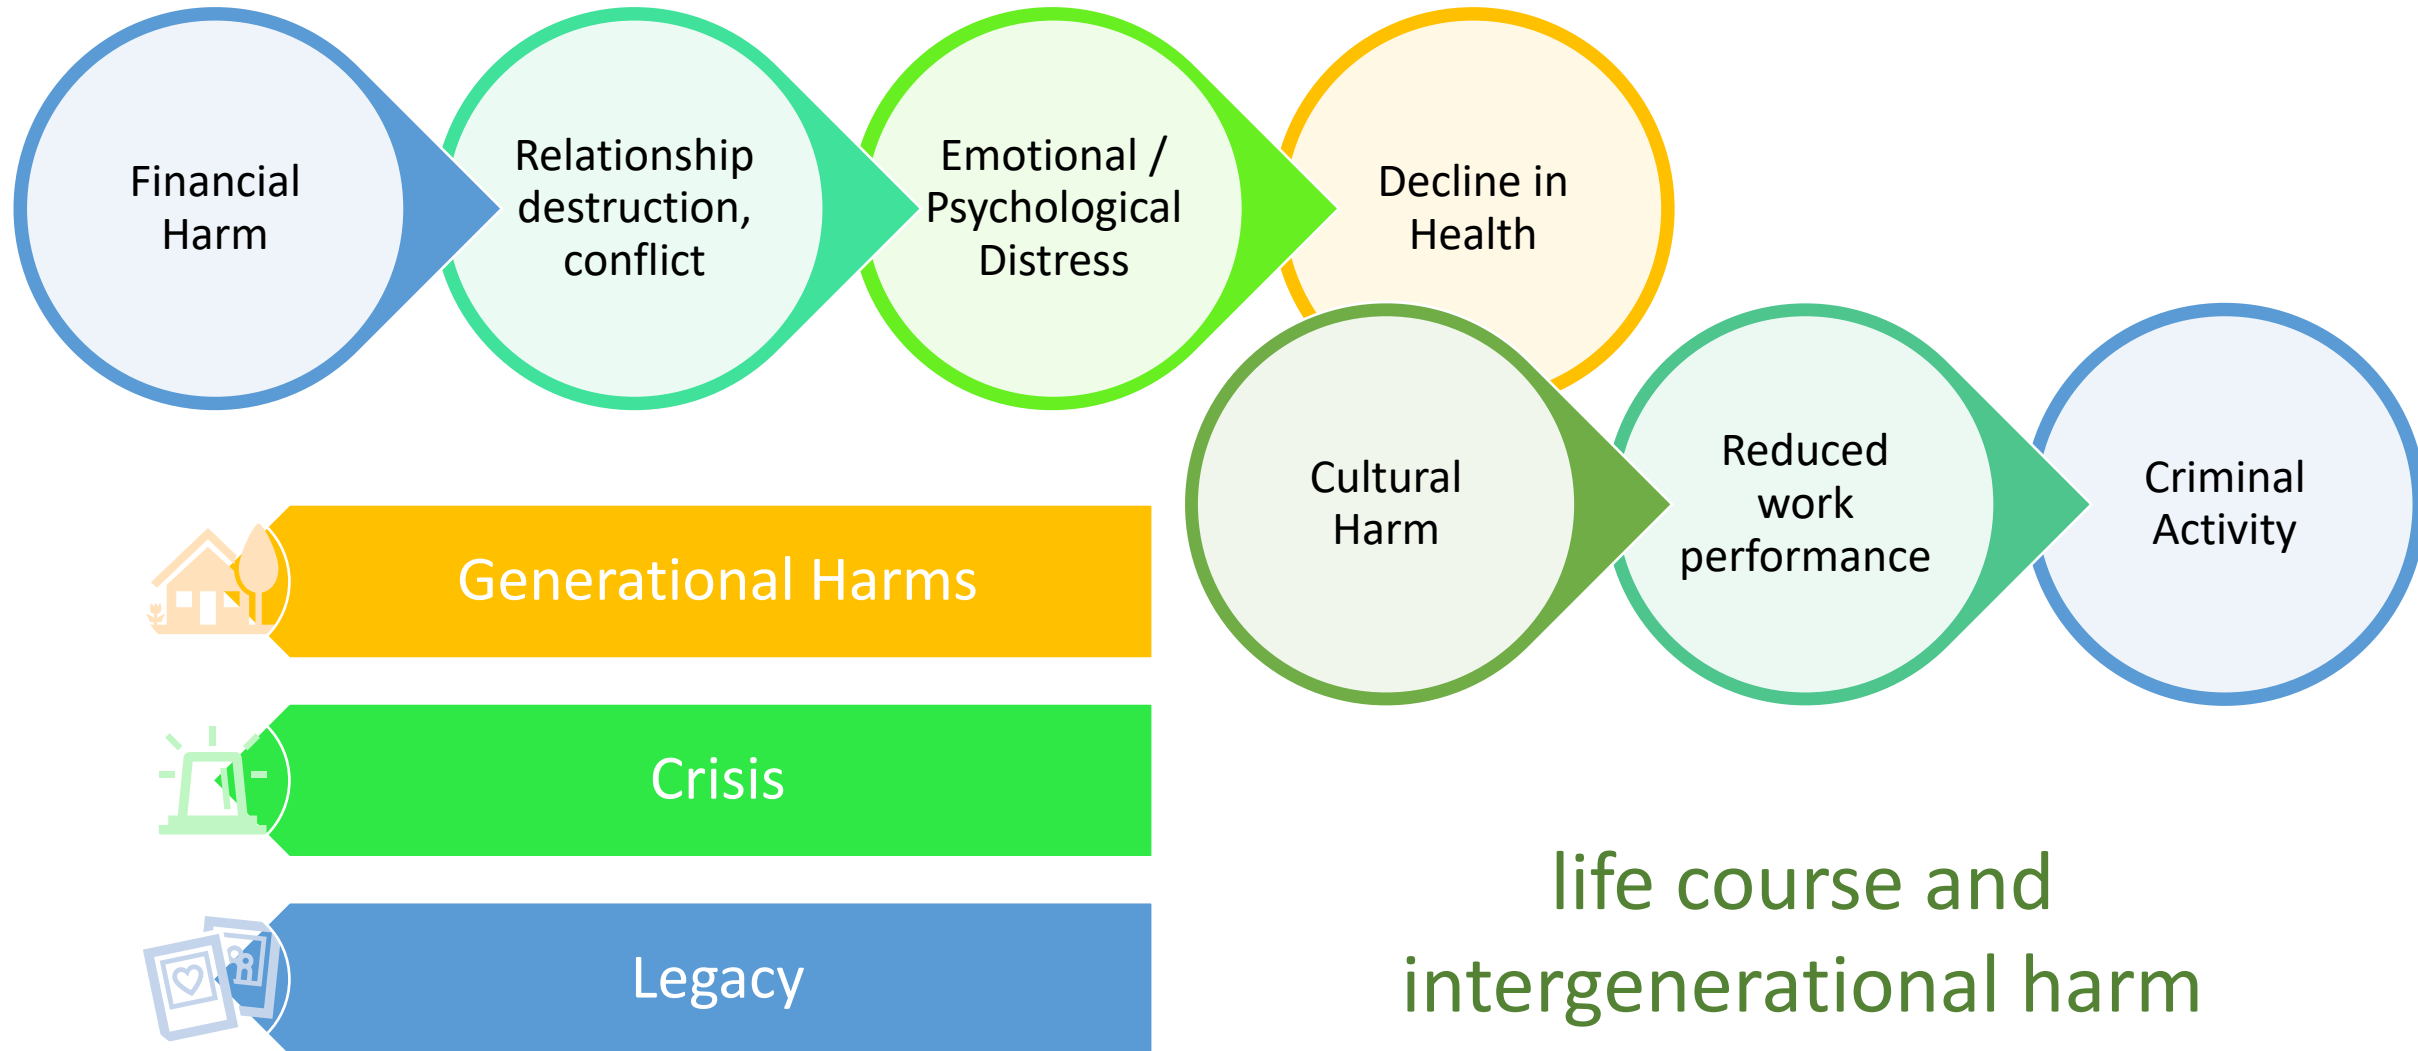 Financial
Harm
Relationship
destruction,
conflict
Emotional /
Psychological
Distress
Decline in
Health
Cultural
Harm
Reduced
work
performance
Criminal
Activity
Generational Harms
Crisis
Legacy
life course and
intergenerational harm